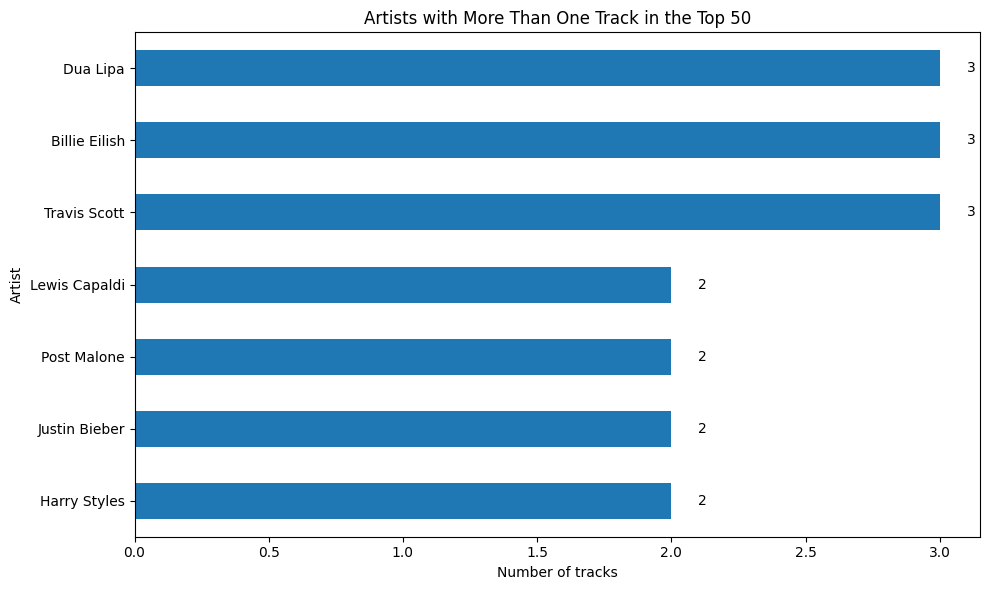 Artists with More Than One Track in the Top 50
Dua Lipa 3
Billie Eilish 3
Travis Scott 3
Lewis Capaldi 2
Post Malone 2
Justin Bieber 2
Harry Styles 2
Artist
0.0 0.5 1.0 1.5 2.0 2.5 3.0
Number of tracks